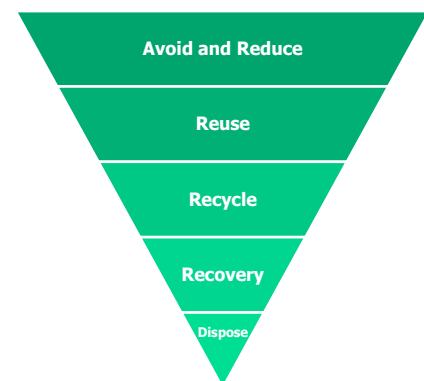 Avoid and Reduce
Reuse
Recycle
Recovery
Dispose